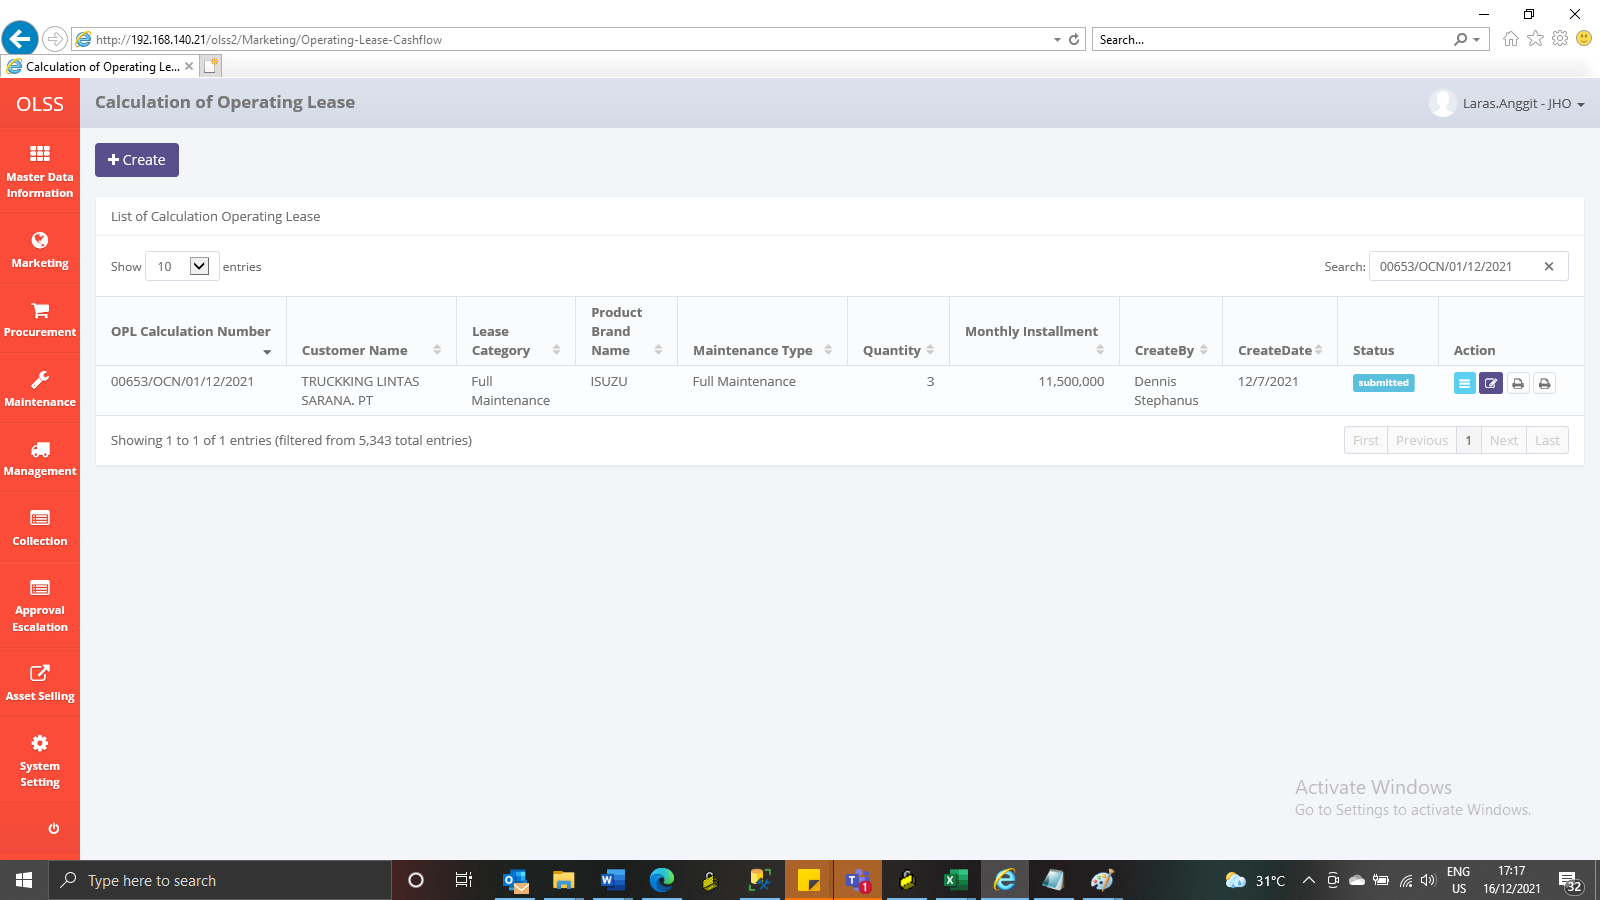 http://192.168.140.21/olss2/Marketing/Operating-Lease-Cashflow
Search...
Calculation of Operating Le...
OLSS
Calculation of Operating Lease
Laras.Anggit - JHO
Master Data
Information
Marketing
Procurement
Maintenance
Management
Collection
Approval
Escalation
Asset Selling
System
Setting
Create
List of Calculation Operating Lease
Show 10 entries
Search: 00653/OCN/01/12/2021
OPL Calculation Number
Customer Name
Lease
Category
Product
Brand
Name
Maintenance Type
Quantity
Monthly Installment
CreateBy
CreateDate
Status
Action
00653/OCN/01/12/2021
TRUCKKING LINTAS
SARANA. PT
Full
Maintenance
ISUZU
Full Maintenance
3
11,500,000
Dennis
Stephanus
12/7/2021
submitted
Showing 1 to 1 of 1 entries (filtered from 5,343 total entries)
First Previous 1 Next Last
Activate Windows
Go to Settings to activate Windows.
Type here to search
1
31°C
ENG
US
17:17
16/12/2021
32